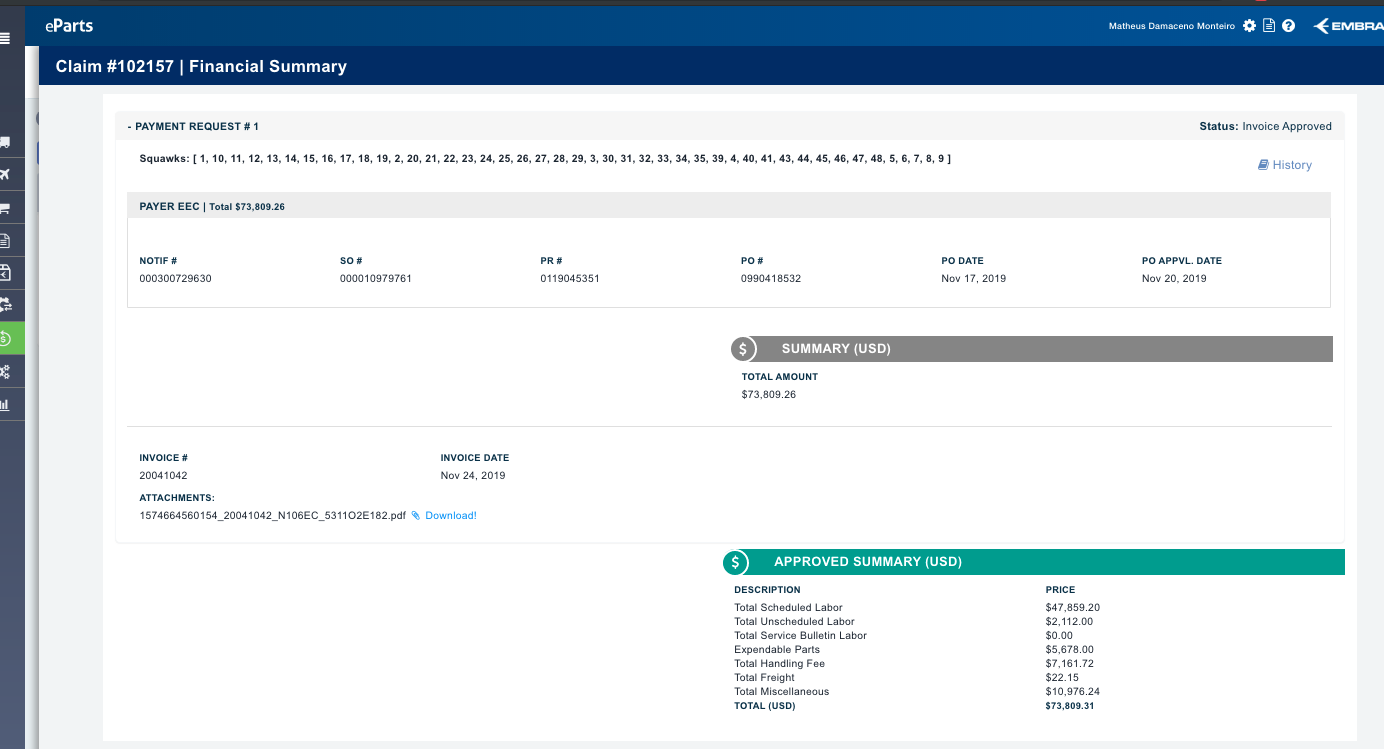 eParts
Matheus Damaceno Monteiro
EMBRA
Claim #102157 | Financial Summary
- PAYMENT REQUEST # 1
Status: Invoice Approved
Squawks: [ 1, 10, 11, 12, 13, 14, 15, 16, 17, 18, 19, 2, 20, 21, 22, 23, 24, 25, 26, 27, 28, 29, 3, 30, 31, 32, 33, 34, 35, 39, 4, 40, 41, 43, 44, 45, 46, 47, 48, 5, 6, 7, 8, 9 ]
History
PAYER EEC | Total $73,809.26
NOTIF # SO # PR # PO # PO DATE PO APPVL. DATE
000300729630 000010979761 0119045351 0990418532 Nov 17, 2019 Nov 20, 2019
$ SUMMARY (USD)
TOTAL AMOUNT
$73,809.26
INVOICE # INVOICE DATE
20041042 Nov 24, 2019
ATTACHMENTS:
1574664560154_20041042_N106EC_5311O2E182.pdf Download!
$ APPROVED SUMMARY (USD)
DESCRIPTION PRICE
Total Scheduled Labor $47,859.20
Total Unscheduled Labor $2,112.00
Total Service Bulletin Labor $0.00
Expendable Parts $5,678.00
Total Handling Fee $7,161.72
Total Freight $22.15
Total Miscellaneous $10,976.24
TOTAL (USD) $73,809.31